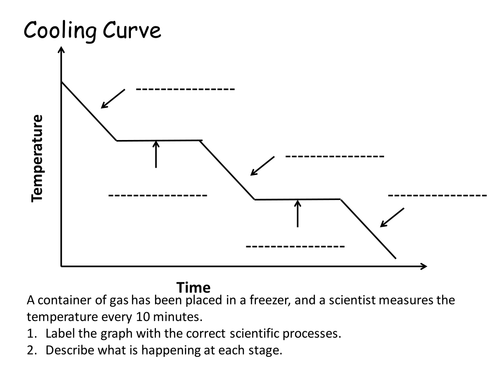 Cooling Curve
Temperature
Time
A container of gas has been placed in a freezer, and a scientist measures the
temperature every 10 minutes.
1. Label the graph with the correct scientific processes.
2. Describe what is happening at each stage.